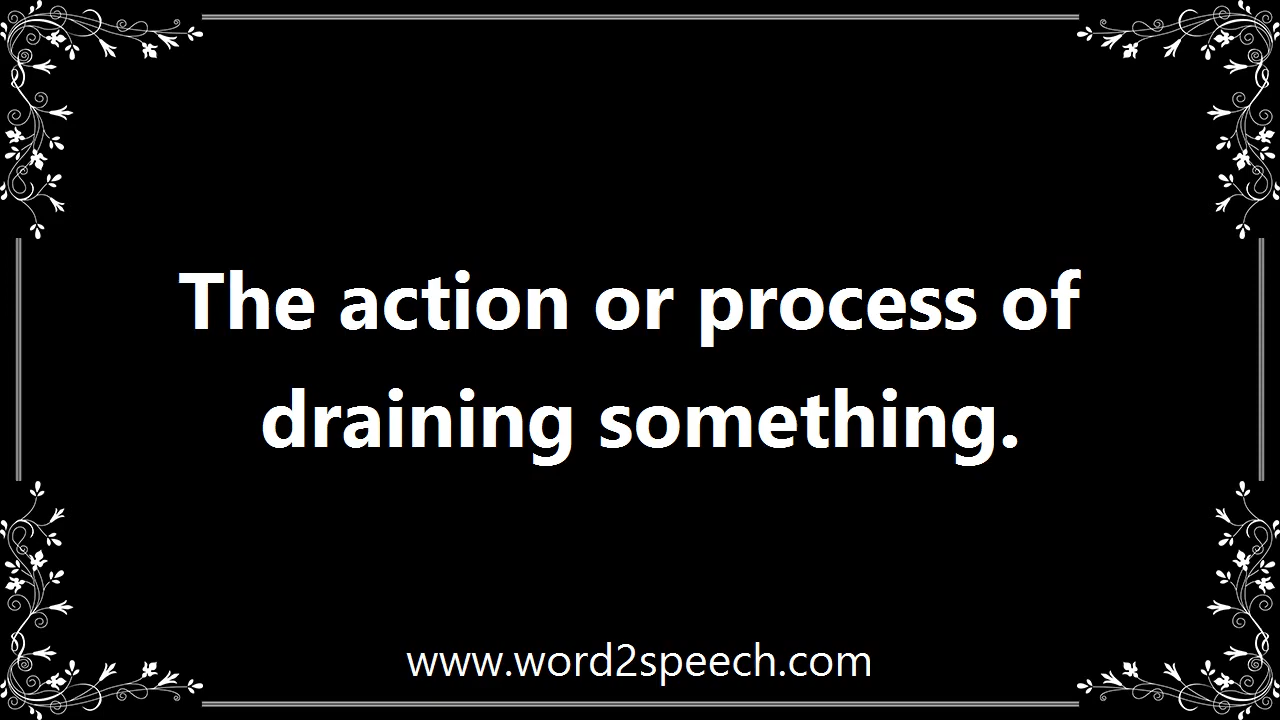 The action or process of
draining something.
www.word2speech.com